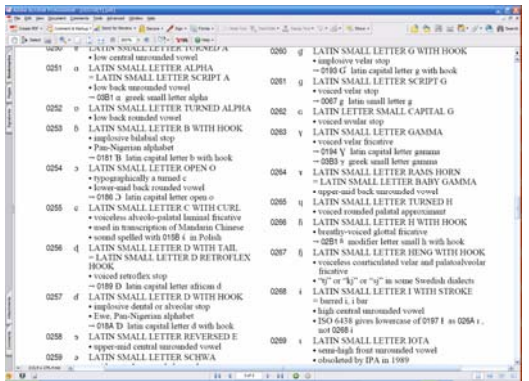 LATIN SMALL LETTER TURNED A
• low central unrounded vowel
0251 ɑ LATIN SMALL LETTER ALPHA
= LATIN SMALL LETTER SCRIPT A
• low back unrounded vowel
→ 03B1 α greek small letter alpha
0252 ɒ LATIN SMALL LETTER TURNED ALPHA
• low back rounded vowel
0253 ɓ LATIN SMALL LETTER B WITH HOOK
• implosive bilabial stop
• Pan-Nigerian alphabet
→ 0181 Ɓ latin capital letter b with hook
0254 ɔ LATIN SMALL LETTER OPEN O
• typographically a turned c
• lower-mid back rounded vowel
→ 0186 Ɔ latin capital letter open o
0255 ɕ LATIN SMALL LETTER C WITH CURL
• voiceless alveolo-palatal laminal fricative
• used in transcription of Mandarin Chinese
• sound spelled with 015B ś in Polish
0256 ɖ LATIN SMALL LETTER D WITH TAIL
= LATIN SMALL LETTER D RETROFLEX
HOOK
• voiced retroflex stop
→ 0189 Ɖ latin capital letter african d
0257 ɗ LATIN SMALL LETTER D WITH HOOK
• implosive dental or alveolar stop
• Ewe, Pan-Nigerian alphabet
→ 018A Ɗ latin capital letter d with hook
0258 ɘ LATIN SMALL LETTER REVERSED E
• upper-mid central unrounded vowel
0259 ə LATIN SMALL LETTER SCHWA
0260 ɠ LATIN SMALL LETTER G WITH HOOK
• implosive velar stop
→ 0193 Ɠ latin capital letter g with hook
0261 ɡ LATIN SMALL LETTER SCRIPT G
• voiced velar stop
→ 0067 g latin small letter g
0262 ɢ LATIN LETTER SMALL CAPITAL G
• voiced uvular stop
0263 ɣ LATIN SMALL LETTER GAMMA
• voiced velar fricative
→ 0194 Ɣ latin capital letter gamma
→ 03B3 γ greek small letter gamma
0264 ɤ LATIN SMALL LETTER RAMS HORN
= LATIN SMALL LETTER BABY GAMMA
• upper-mid back unrounded vowel
0265 ɥ LATIN SMALL LETTER TURNED H
• voiced rounded palatal approximant
0266 ɦ LATIN SMALL LETTER H WITH HOOK
• breathy-voiced glottal fricative
→ 02B1 ʱ modifier letter small h with hook
0267 ɧ LATIN SMALL LETTER HENG WITH HOOK
• voiceless coarticulated velar and palatoalveolar
fricative
• "tj" or "kj" or "sj" in some Swedish dialects
0268 ɨ LATIN SMALL LETTER I WITH STROKE
= barred i, i bar
• high central unrounded vowel
• ISO 6438 gives lowercase of 0197 Ɨ as 026A ɪ ,
not 0268 ɨ
0269 ɩ LATIN SMALL LETTER IOTA
• semi-high front unrounded vowel
• obsoleted by IPA in 1989